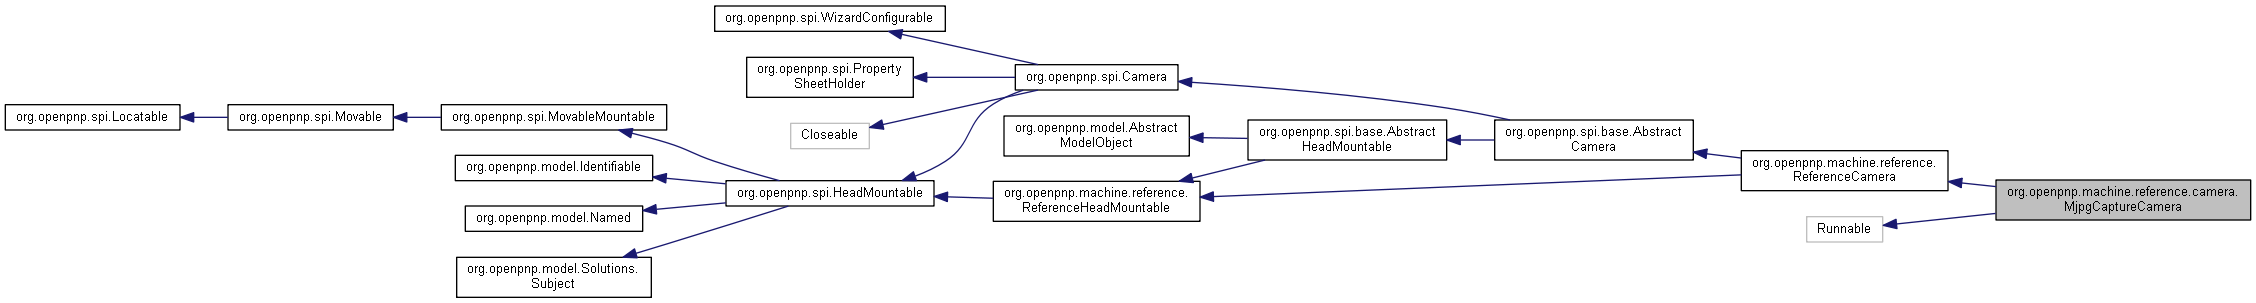 org.openpnp.spi.WizardConfigurable
org.openpnp.spi.Property
SheetHolder
org.openpnp.spi.Camera
org.openpnp.spi.Locatable
org.openpnp.spi.Movable
org.openpnp.spi.MovableMountable
Closeable
org.openpnp.model.Abstract
ModelObject
org.openpnp.spi.base.Abstract
HeadMountable
org.openpnp.spi.base.Abstract
Camera
org.openpnp.model.Identifiable
org.openpnp.machine.reference.
ReferenceCamera
org.openpnp.spi.HeadMountable
org.openpnp.machine.reference.
ReferenceHeadMountable
org.openpnp.machine.reference.camera.
MjpgCaptureCamera
org.openpnp.model.Named
Runnable
org.openpnp.model.Solutions.
Subject